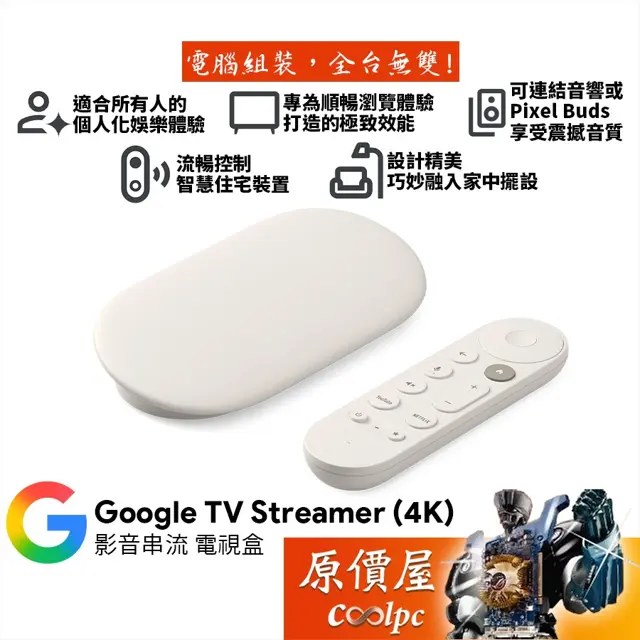 電腦組裝，全台無雙!
適合所有人的
個人化娛樂體驗
專為順暢瀏覽體驗
打造的極致效能
可連結音響或
Pixel Buds
享受震撼音質
流暢控制
智慧住宅裝置
設計精美
巧妙融入家中擺設
YouTube
NETFLIX
G
Google TV Streamer (4K)
影音串流 電視盒
原價屋
coolpc